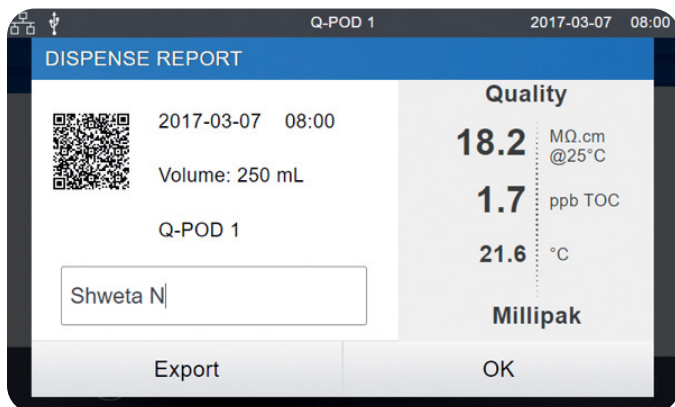 Q-POD 1 2017-03-07 08:00
DISPENSE REPORT
2017-03-07 08:00
Volume: 250 mL
Q-POD 1
Shweta N
Quality
18.2 MΩ.cm @25°C
1.7 ppb TOC
21.6 °C
Millipak
Export OK